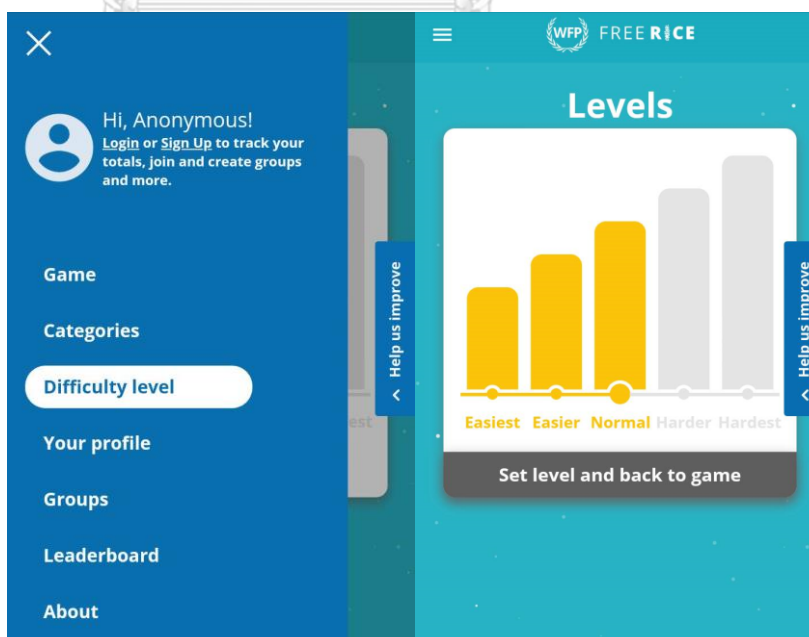 Hi, Anonymous!
Login or Sign Up to track your
totals, join and create groups
and more.
Game
Categories
Difficulty level
Your profile
Groups
Leaderboard
About
est
< Help us improve
WFP FREE RICE
Levels
Easiest Easier Normal Harder Hardest
Set level and back to game
< Help us improve